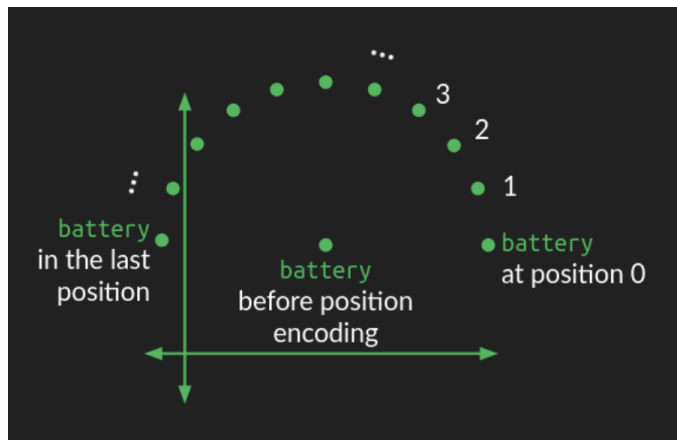 ...
3
2
1
...
battery
in the last
position
battery
before position
encoding
battery
at position 0